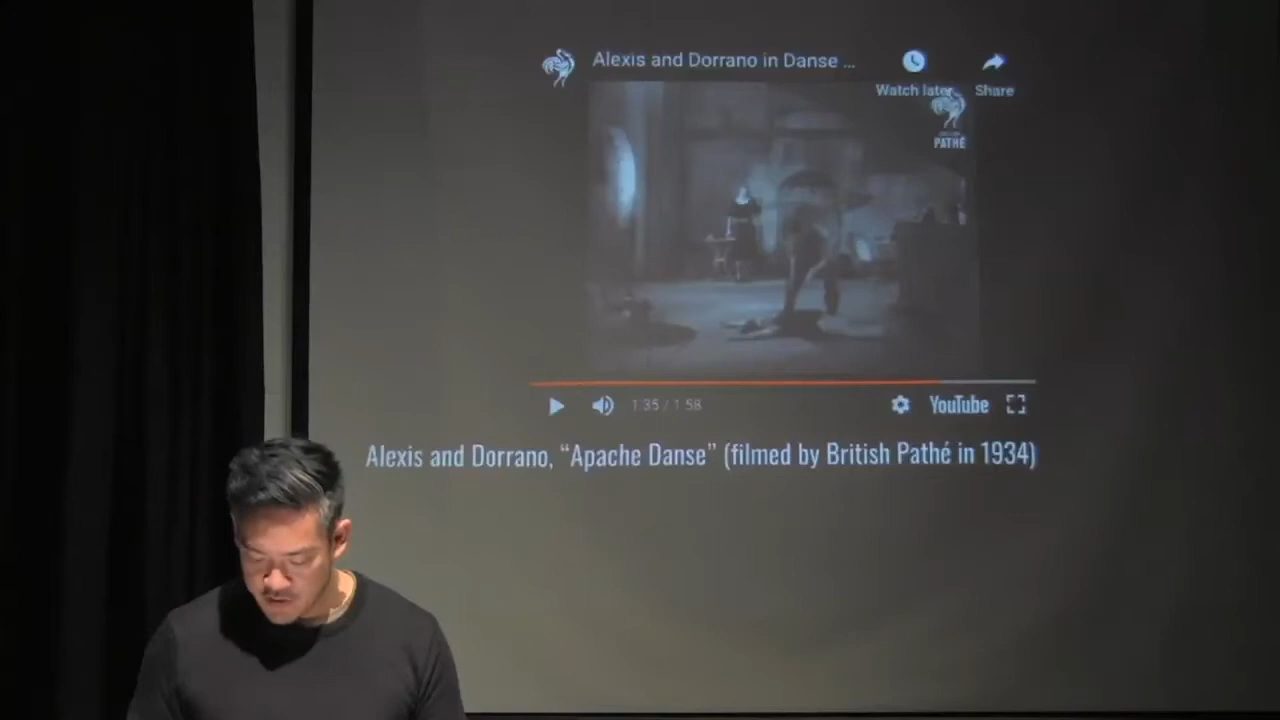 Alexis and Dorrano in Danse ...
Watch later
Share
PATHÉ
1:35 / 1:58
YouTube
Alexis and Dorrano, “Apache Danse” (filmed by British Pathé in 1934)